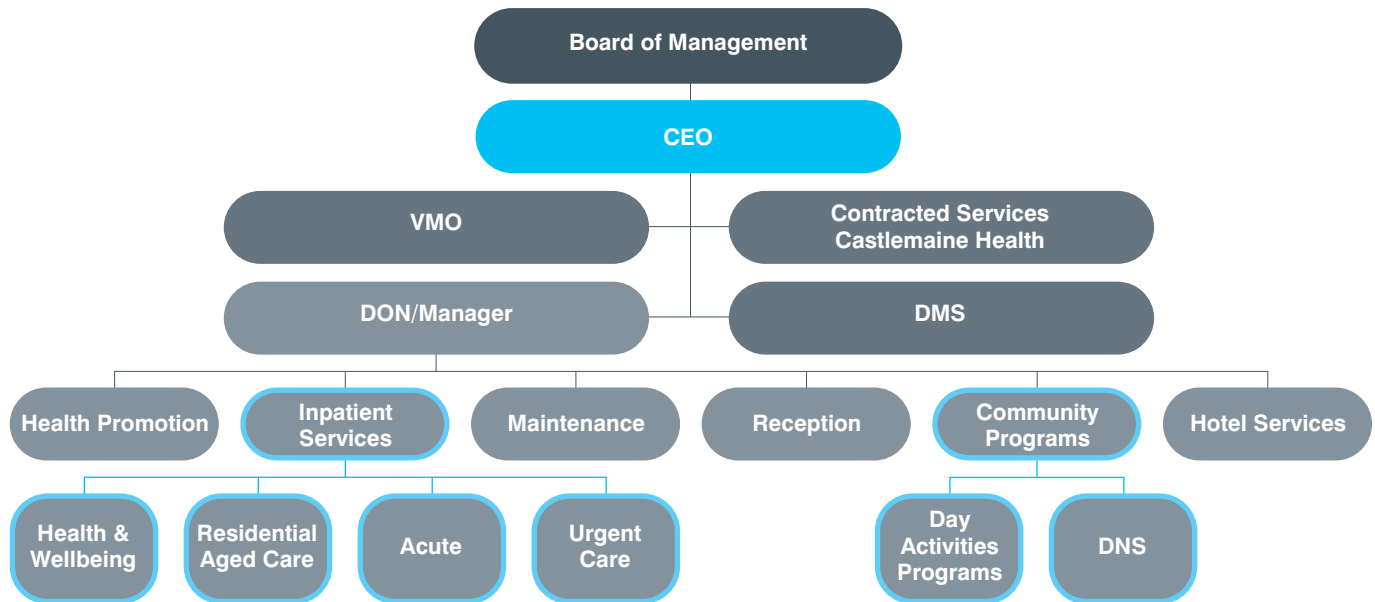 Board of Management
CEO
VMO
Contracted Services
Castlemaine Health
DON/Manager
DMS
Health Promotion
Inpatient
Services
Maintenance
Reception
Community
Programs
Hotel Services
Health &
Wellbeing
Residential
Aged Care
Acute
Urgent
Care
Day
Activities
Programs
DNS